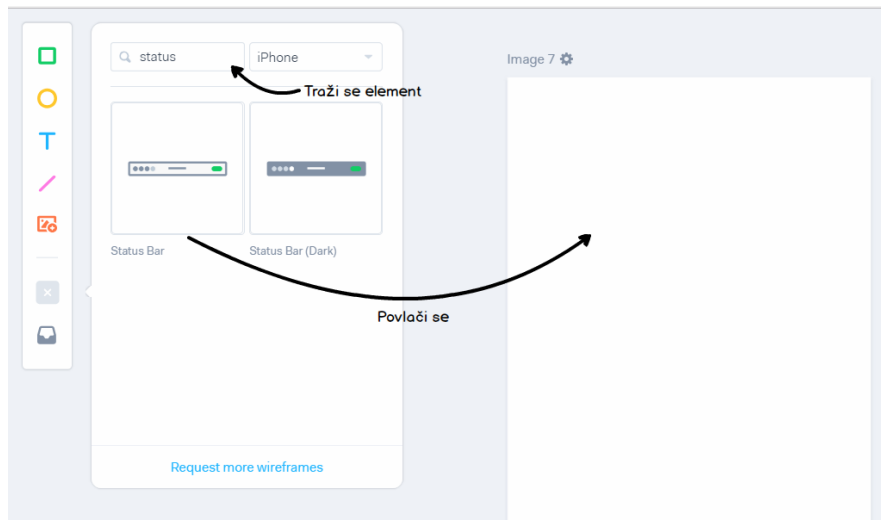 status
iPhone
Image 7
Traži se element
Status Bar
Status Bar (Dark)
Povlači se
Request more wireframes